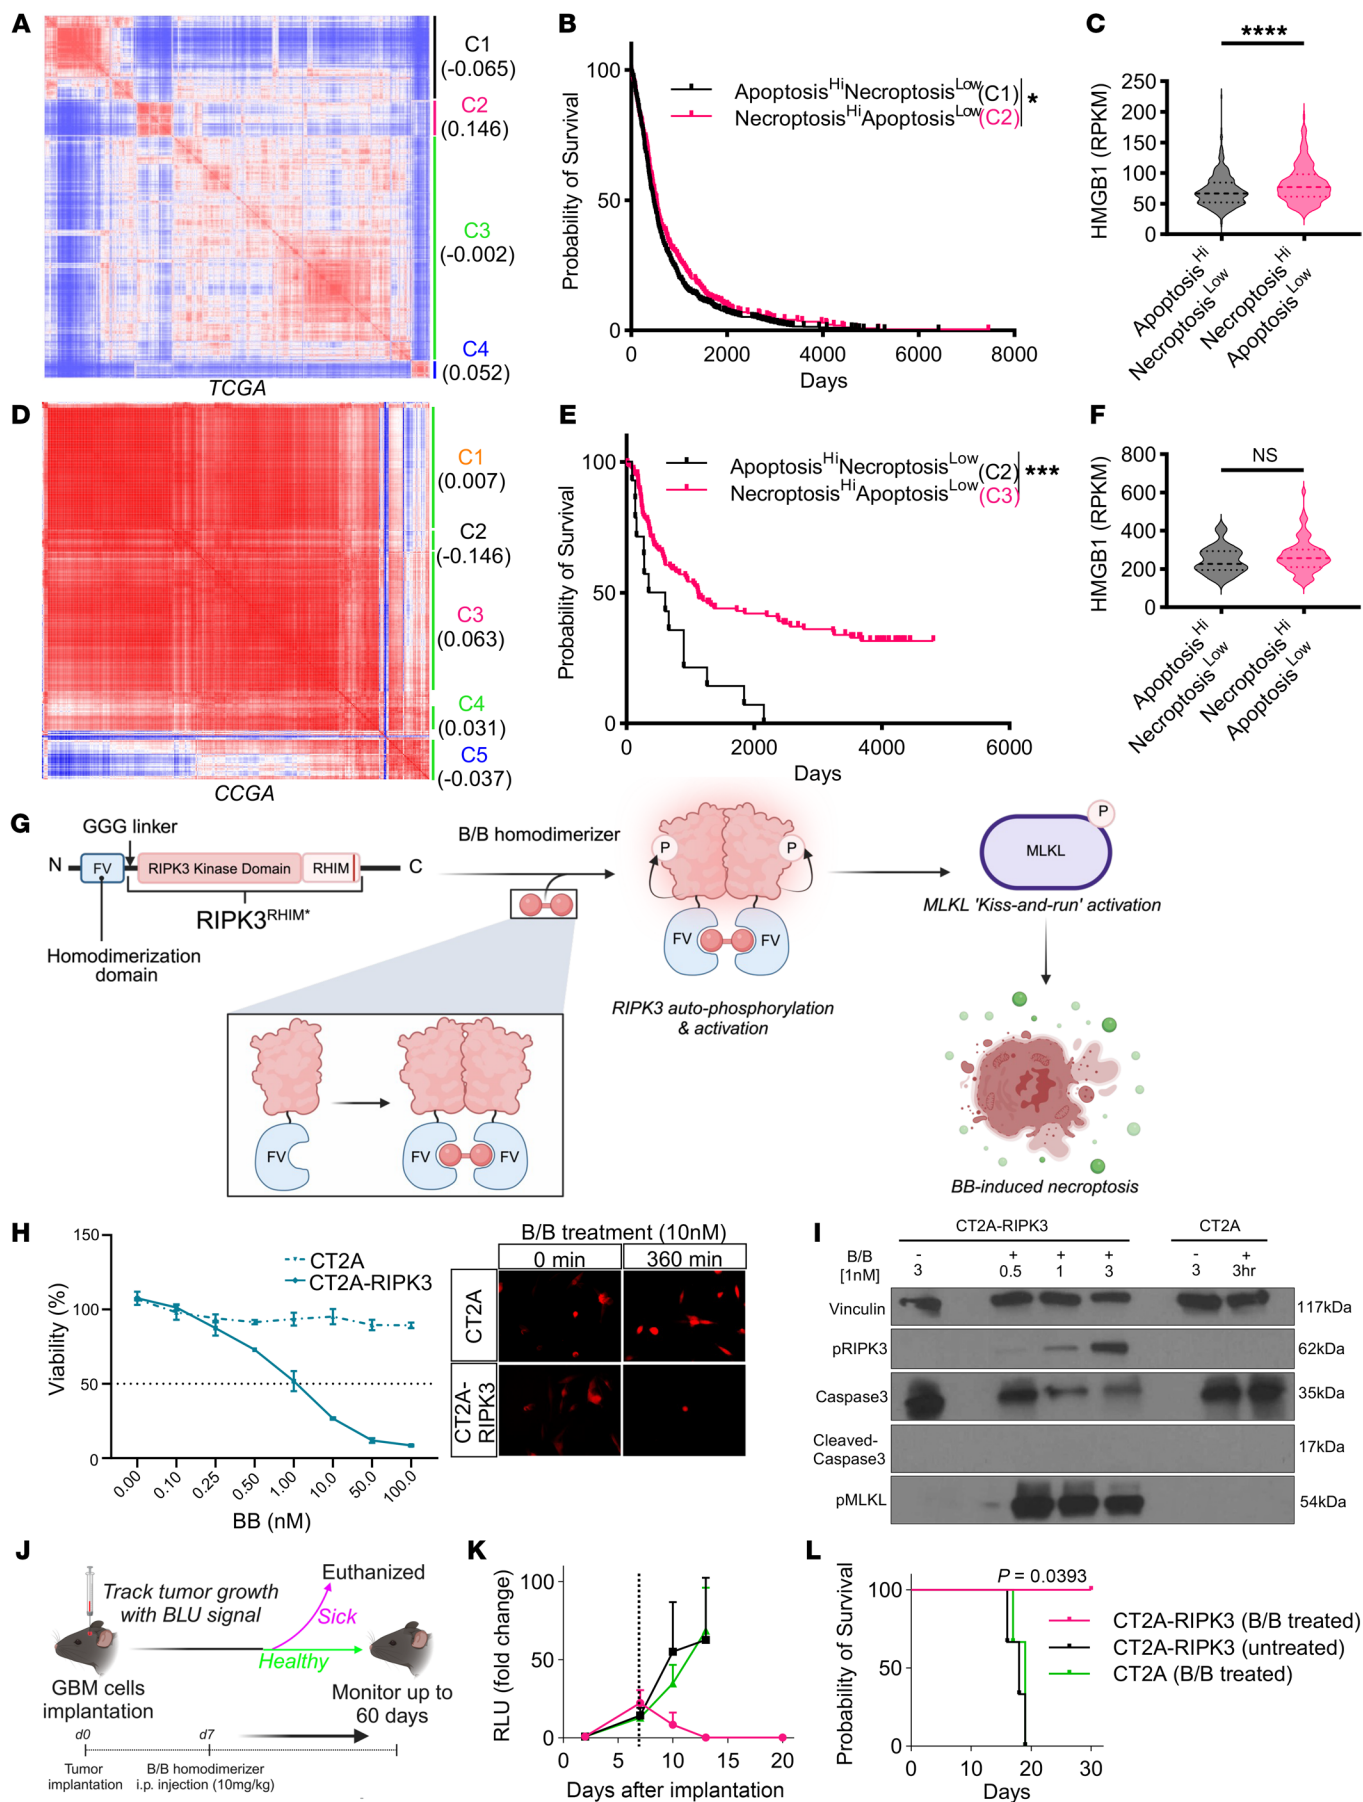 A
C1
(-0.065)
C2
(0.146)
C3
(-0.002)
C4
(0.052)
TCGA
B
Probability of Survival
100
50
0
ApoptosisHiNecroptosisLow(C1)
NecroptosisHiApoptosisLow(C2)
*
0 2000 4000 6000 8000
Days
C
****
HMGB1 (RPKM)
250
200
150
100
50
0
ApoptosisHi
NecroptosisLow
NecroptosisHi
ApoptosisLow
D
C1
(0.007)
C2
(-0.146)
C3
(0.063)
C4
(0.031)
C5
(-0.037)
CCGA
E
Probability of Survival
100
50
0
ApoptosisHiNecroptosisLow(C2)
NecroptosisHiApoptosisLow(C3)
***
0 2000 4000 6000
Days
F
NS
HMGB1 (RPKM)
800
600
400
200
0
ApoptosisHi
NecroptosisLow
NecroptosisHi
ApoptosisLow
G
GGG linker
N FV RIPK3 Kinase Domain RHIM C
RIPK3RHIM*
Homodimerization
domain
B/B homodimerizer
FV
FV FV
P P
FV FV
RIPK3 auto-phosphorylation
& activation
P
MLKL
MLKL 'Kiss-and-run' activation
BB-induced necroptosis
H
Viability (%)
150
100
50
0
CT2A
CT2A-RIPK3
0.00 0.10 0.25 0.50 1.00 10.0 50.0 100.0
BB (nM)
B/B treatment (10nM)
0 min 360 min
CT2A
CT2A-
RIPK3
I
CT2A-RIPK3 CT2A
B/B - + + + - +
[1nM] 3 0.5 1 3 3 3hr
Vinculin 117kDa
pRIPK3 62kDa
Caspase3 35kDa
Cleaved-
Caspase3 17kDa
pMLKL 54kDa
J
Track tumor growth
with BLU signal
Euthanized
Sick
Healthy
GBM cells
implantation
Monitor up to
60 days
d0 d7
Tumor
implantation
B/B homodimerizer
i.p. injection (10mg/kg)
K
RLU (fold change)
100
50
0
0 5 10 15 20
Days after implantation
L
Probability of Survival
P = 0.0393
100
50
0
CT2A-RIPK3 (B/B treated)
CT2A-RIPK3 (untreated)
CT2A (B/B treated)
0 10 20 30
Days